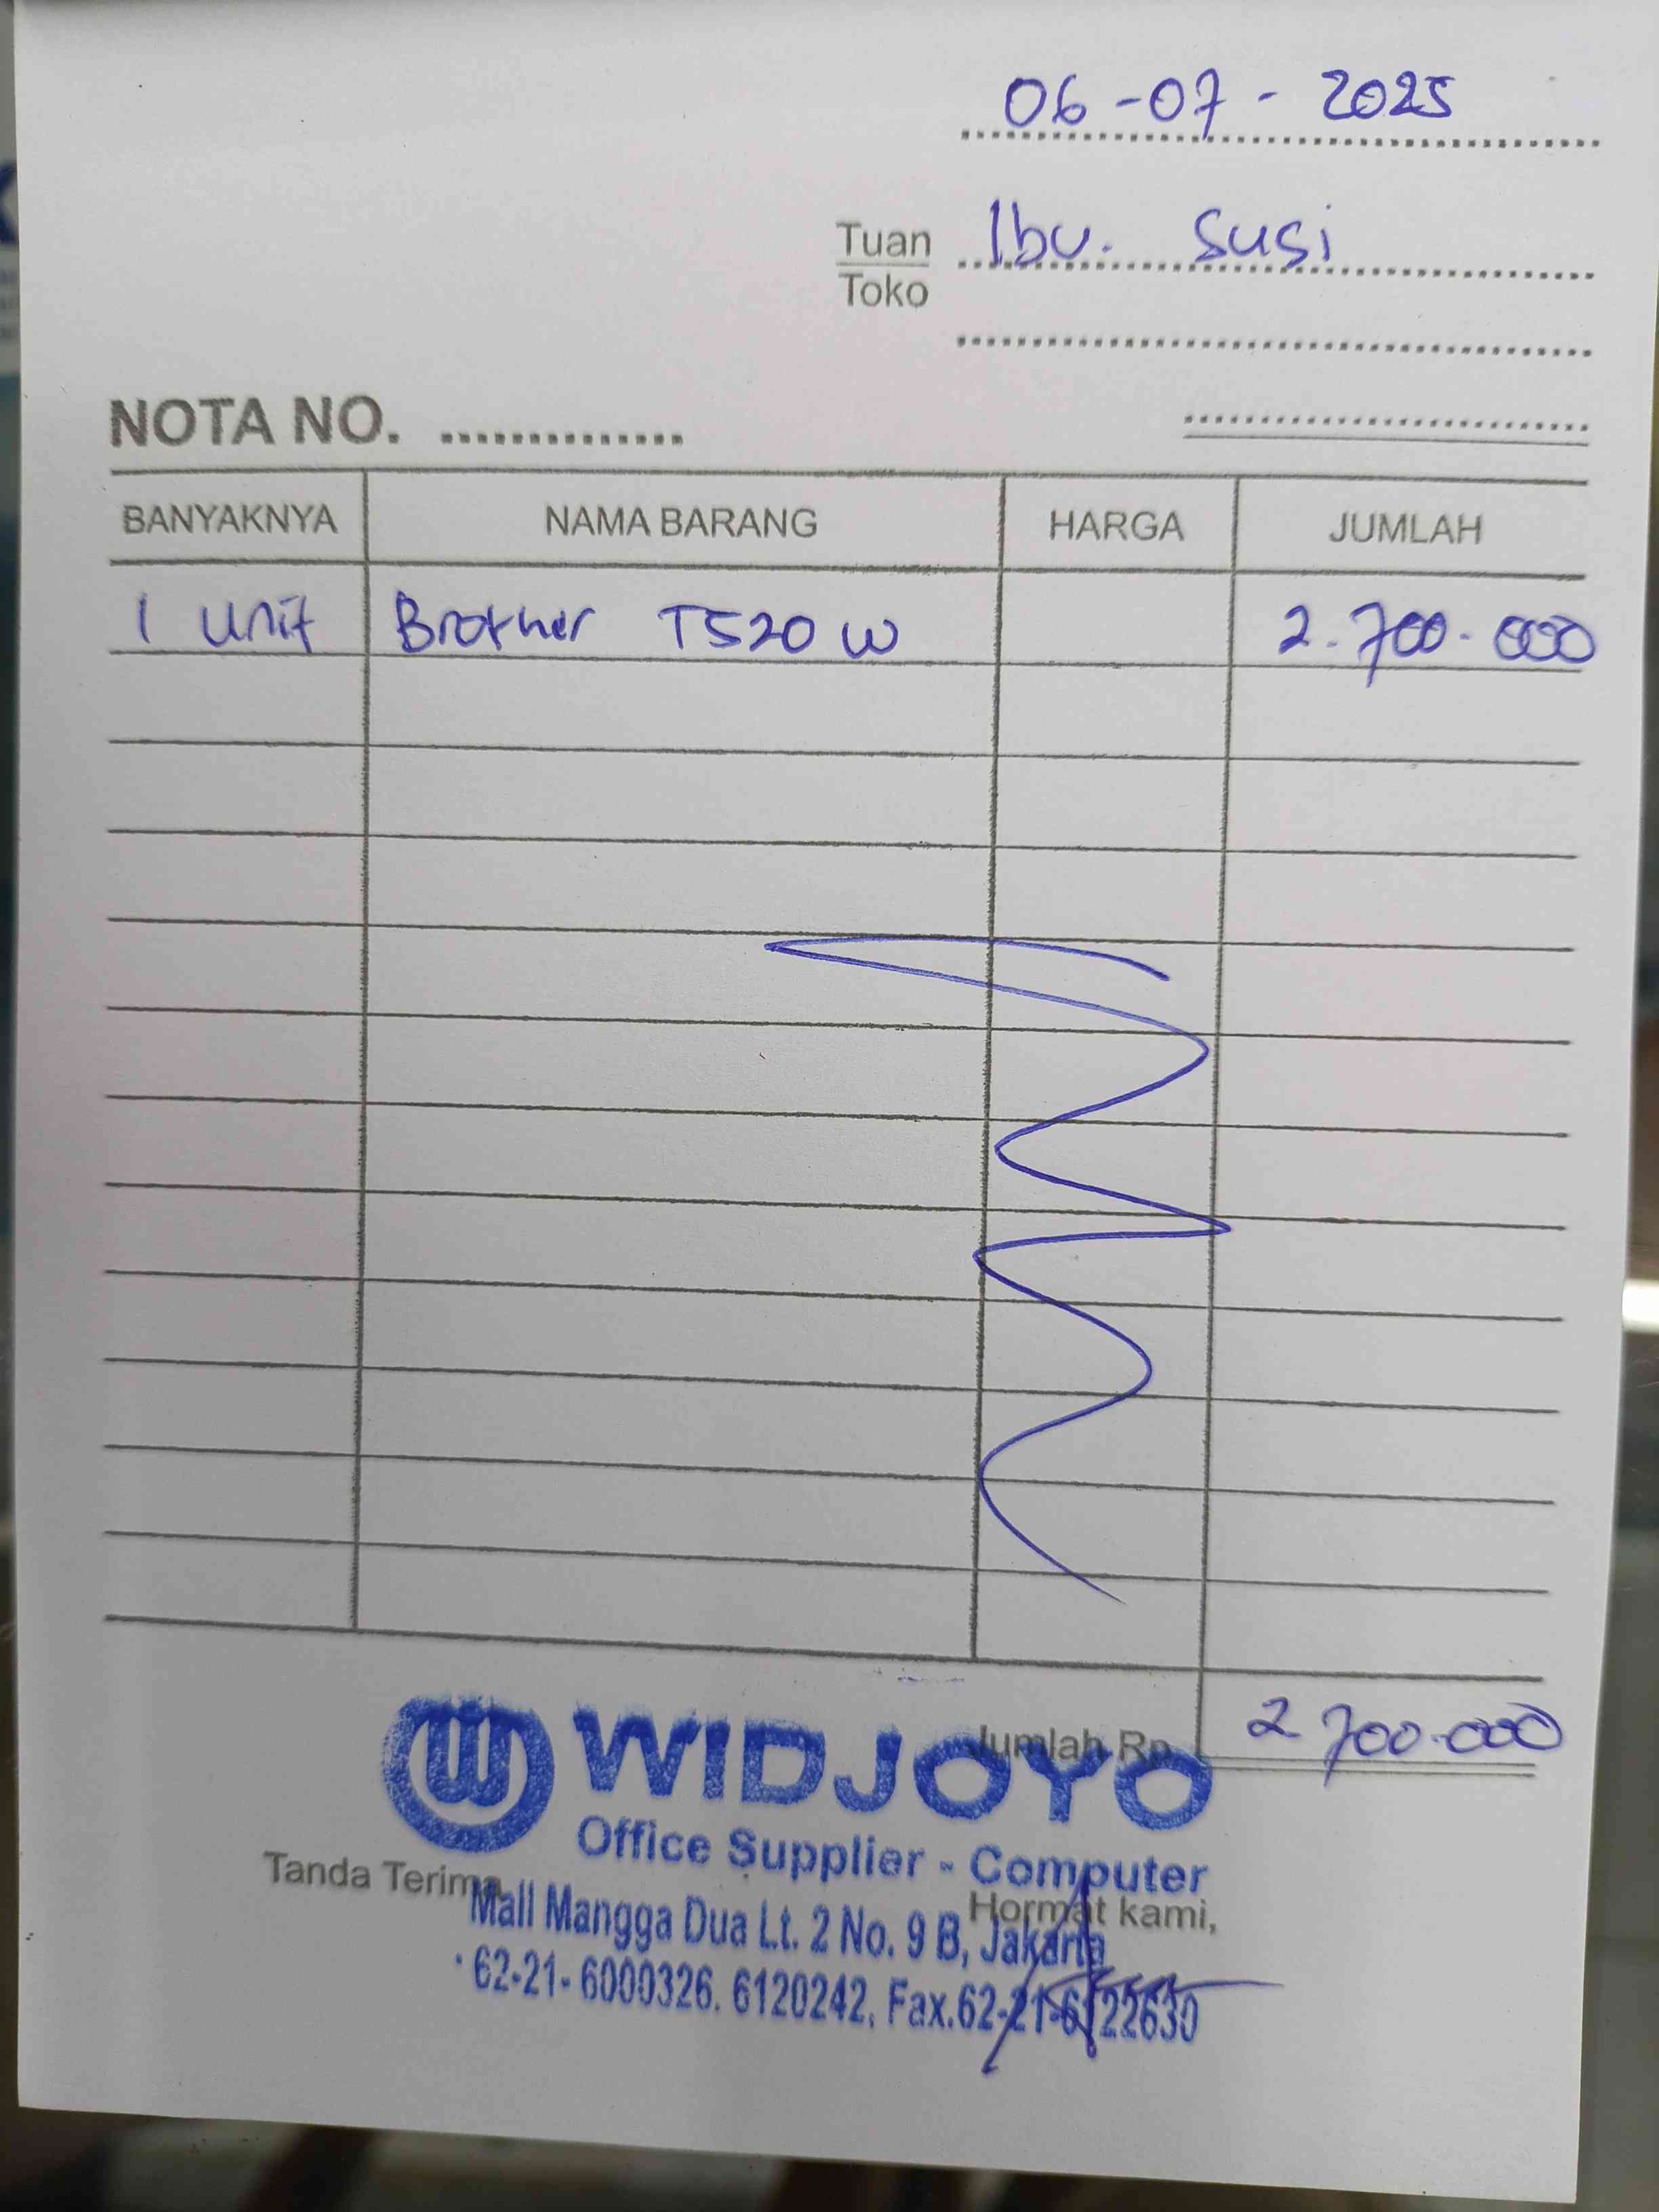 06-07-2025
Tuan Ibu. Susi
Toko
NOTA NO. ..............
BANYAKNYA NAMA BARANG HARGA JUMLAH
1 Unit Brother T520 W 2.700.000
Jumlah Rp. 2 700.000
WIDJOYO
Office Supplier - Computer
Tanda Terima,
Hormat kami,
Mall Mangga Dua Lt. 2 No. 9 B, Jakarta
62-21- 6000326. 6120242, Fax.62-21-6122630